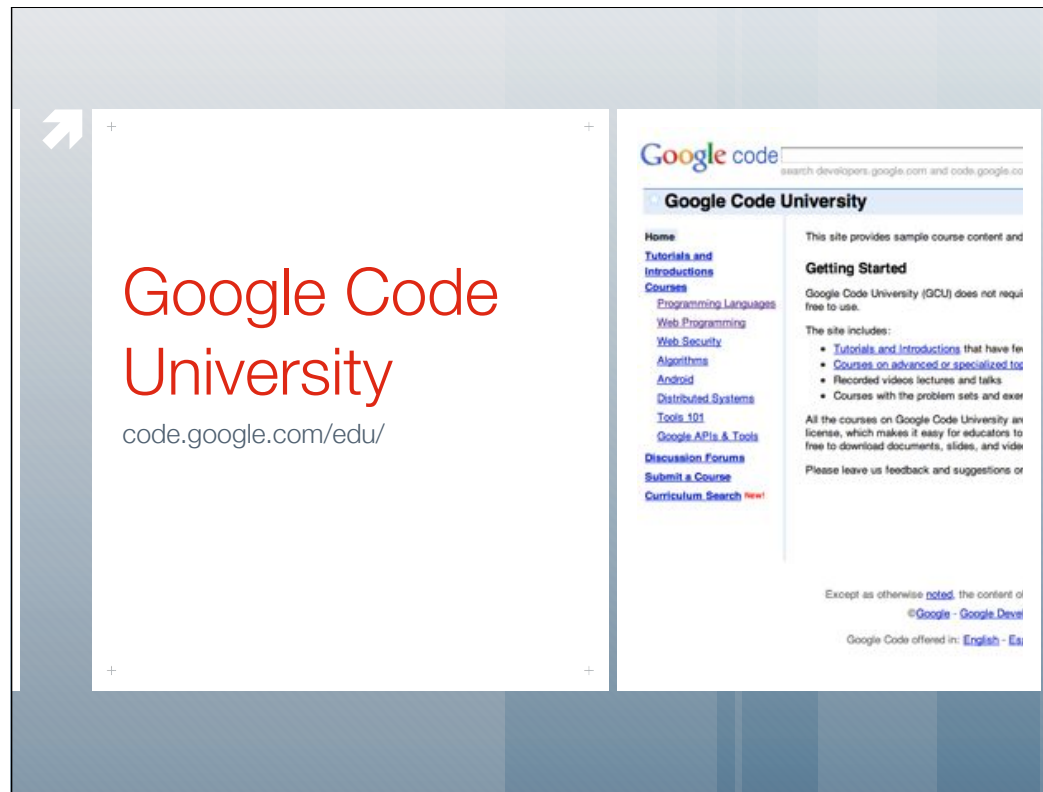 Google Code
University
code.google.com/edu/
Google code
search developers.google.com and code.google.co
Google Code University
Home
Tutorials and
Introductions
Courses
Programming Languages
Web Programming
Web Security
Algorithms
Android
Distributed Systems
Tools 101
Google APIs & Tools
Discussion Forums
Submit a Course
Curriculum Search New!
This site provides sample course content and
Getting Started
Google Code University (GCU) does not requi
free to use.
The site includes:
• Tutorials and Introductions that have fe
• Courses on advanced or specialized top
• Recorded videos lectures and talks
• Courses with the problem sets and exer
All the courses on Google Code University ar
license, which makes it easy for educators to
free to download documents, slides, and vide
Please leave us feedback and suggestions or
Except as otherwise noted, the content o
©Google - Google Devel
Google Code offered in: English - Es